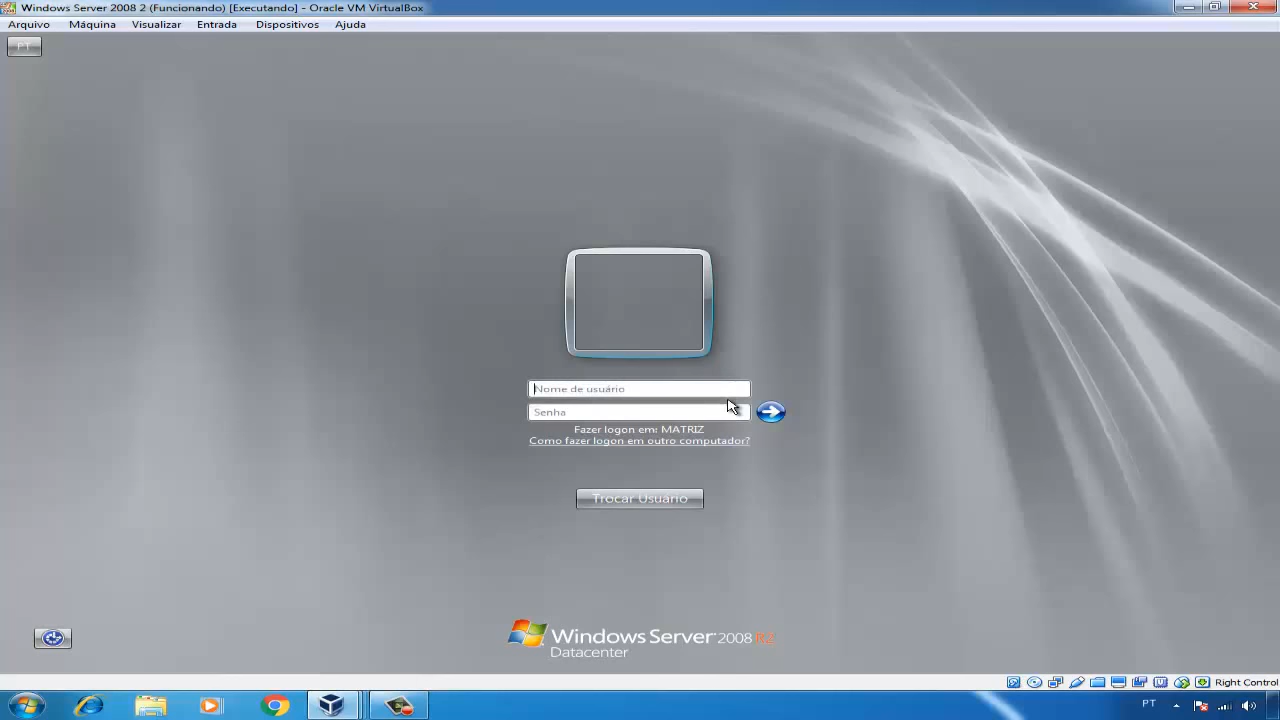 Windows Server 2008 2 (Funcionando) [Executando] - Oracle VM VirtualBox
Arquivo Máquina Visualizar Entrada Dispositivos Ajuda
PT
Nome de usuário
Senha
Fazer logon em: MATRIZ
Como fazer logon em outro computador?
Trocar Usuário
Windows Server 2008 R2
Datacenter
Right Control
PT